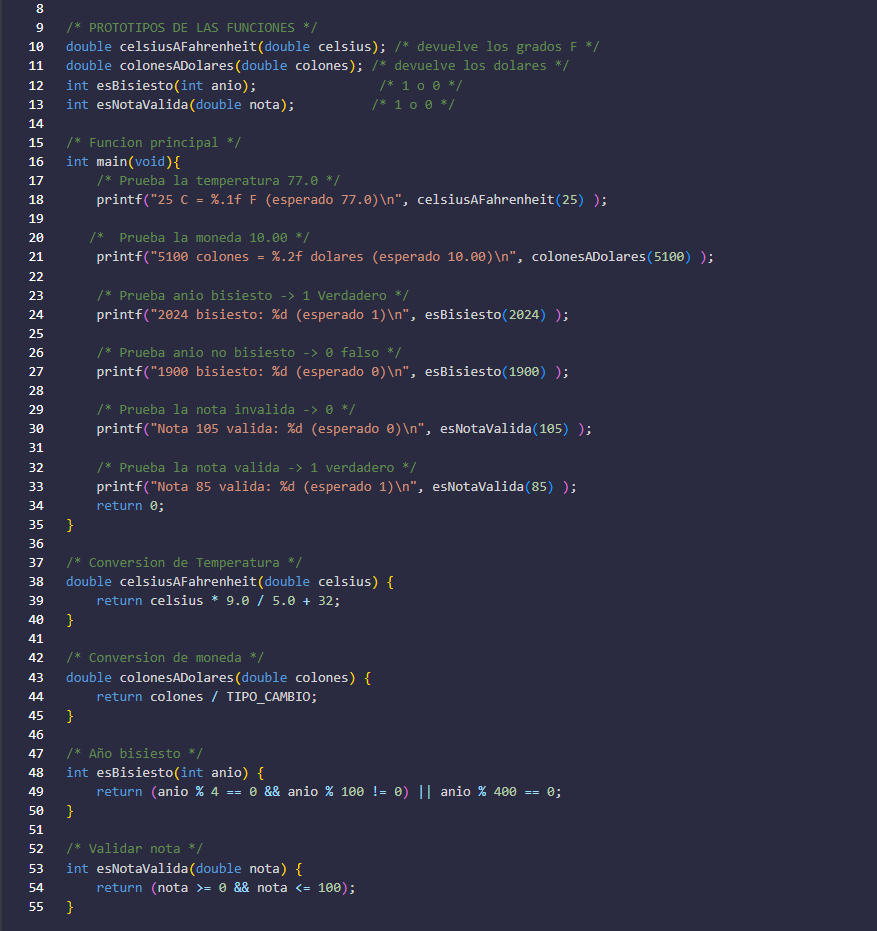 8
9 /* PROTOTIPOS DE LAS FUNCIONES */
10 double celsiusAFahrenheit(double celsius); /* devuelve los grados F */
11 double colonesADolares(double colones); /* devuelve los dolares */
12 int esBisiesto(int anio);                /* 1 o 0 */
13 int esNotaValida(double nota);          /* 1 o 0 */
14
15 /* Funcion principal */
16 int main(void){
17     /* Prueba la temperatura 77.0 */
18     printf("25 C = %.1f F (esperado 77.0)\n", celsiusAFahrenheit(25) );
19
20    /*  Prueba la moneda 10.00 */
21     printf("5100 colones = %.2f dolares (esperado 10.00)\n", colonesADolares(5100) );
22
23     /* Prueba anio bisiesto -> 1 Verdadero */
24     printf("2024 bisiesto: %d (esperado 1)\n", esBisiesto(2024) );
25
26     /* Prueba anio no bisiesto -> 0 falso */
27     printf("1900 bisiesto: %d (esperado 0)\n", esBisiesto(1900) );
28
29     /* Prueba la nota invalida -> 0 */
30     printf("Nota 105 valida: %d (esperado 0)\n", esNotaValida(105) );
31
32     /* Prueba la nota valida -> 1 verdadero */
33     printf("Nota 85 valida: %d (esperado 1)\n", esNotaValida(85) );
34     return 0;
35 }
36
37 /* Conversion de Temperatura */
38 double celsiusAFahrenheit(double celsius) {
39     return celsius * 9.0 / 5.0 + 32;
40 }
41
42 /* Conversion de moneda */
43 double colonesADolares(double colones) {
44     return colones / TIPO_CAMBIO;
45 }
46
47 /* Año bisiesto */
48 int esBisiesto(int anio) {
49     return (anio % 4 == 0 && anio % 100 != 0) || anio % 400 == 0;
50 }
51
52 /* Validar nota */
53 int esNotaValida(double nota) {
54     return (nota >= 0 && nota <= 100);
55 }